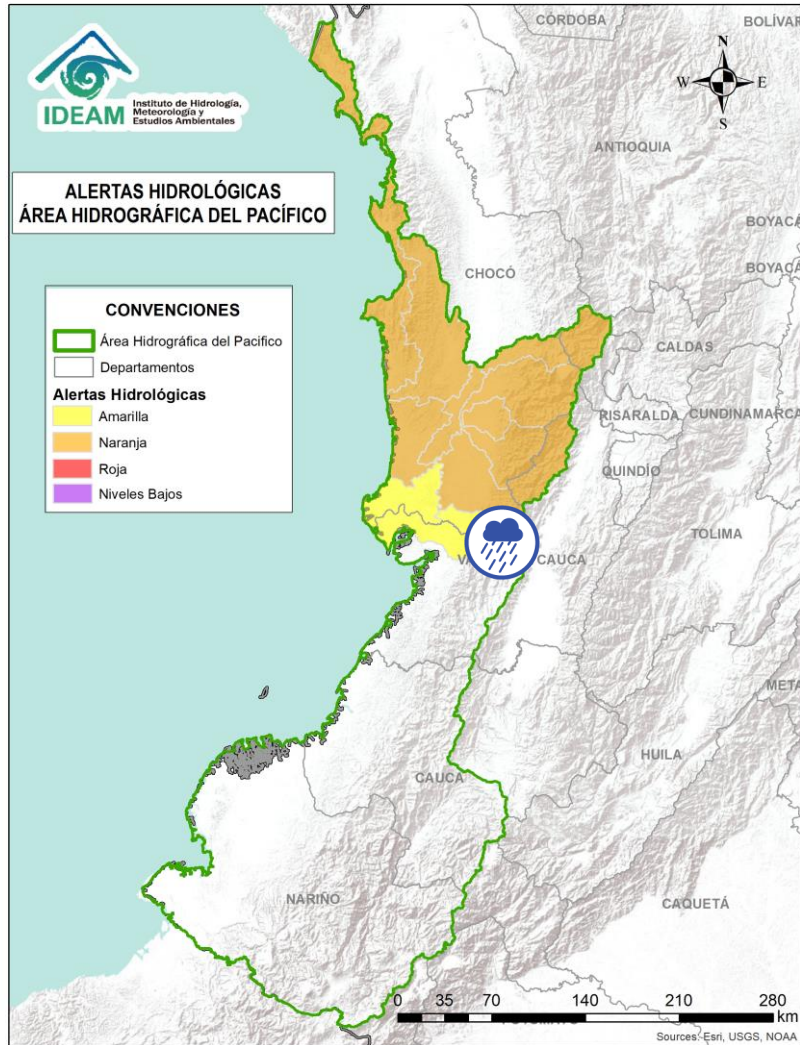 IDEAM
Instituto de Hidrología,
Meteorología y
Estudios Ambientales
ALERTAS HIDROLÓGICAS
ÁREA HIDROGRÁFICA DEL PACÍFICO
CONVENCIONES
Área Hidrográfica del Pacifico
Departamentos
Alertas Hidrológicas
Amarilla
Naranja
Roja
Niveles Bajos
N
W
E
S
CÓRDOBA
BOLÍVAR
ANTIOQUIA
BOYACÁ
BOYACÁ
CHOCÓ
CALDAS
RISARALDA
CUNDINAMARCA
QUINDÍO
TOLIMA
CAUCA
META
HUILA
CAUCA
NARIÑO
CAQUETÁ
0 35 70 140 210 280
km
Sources: Esri, USGS, NOAA